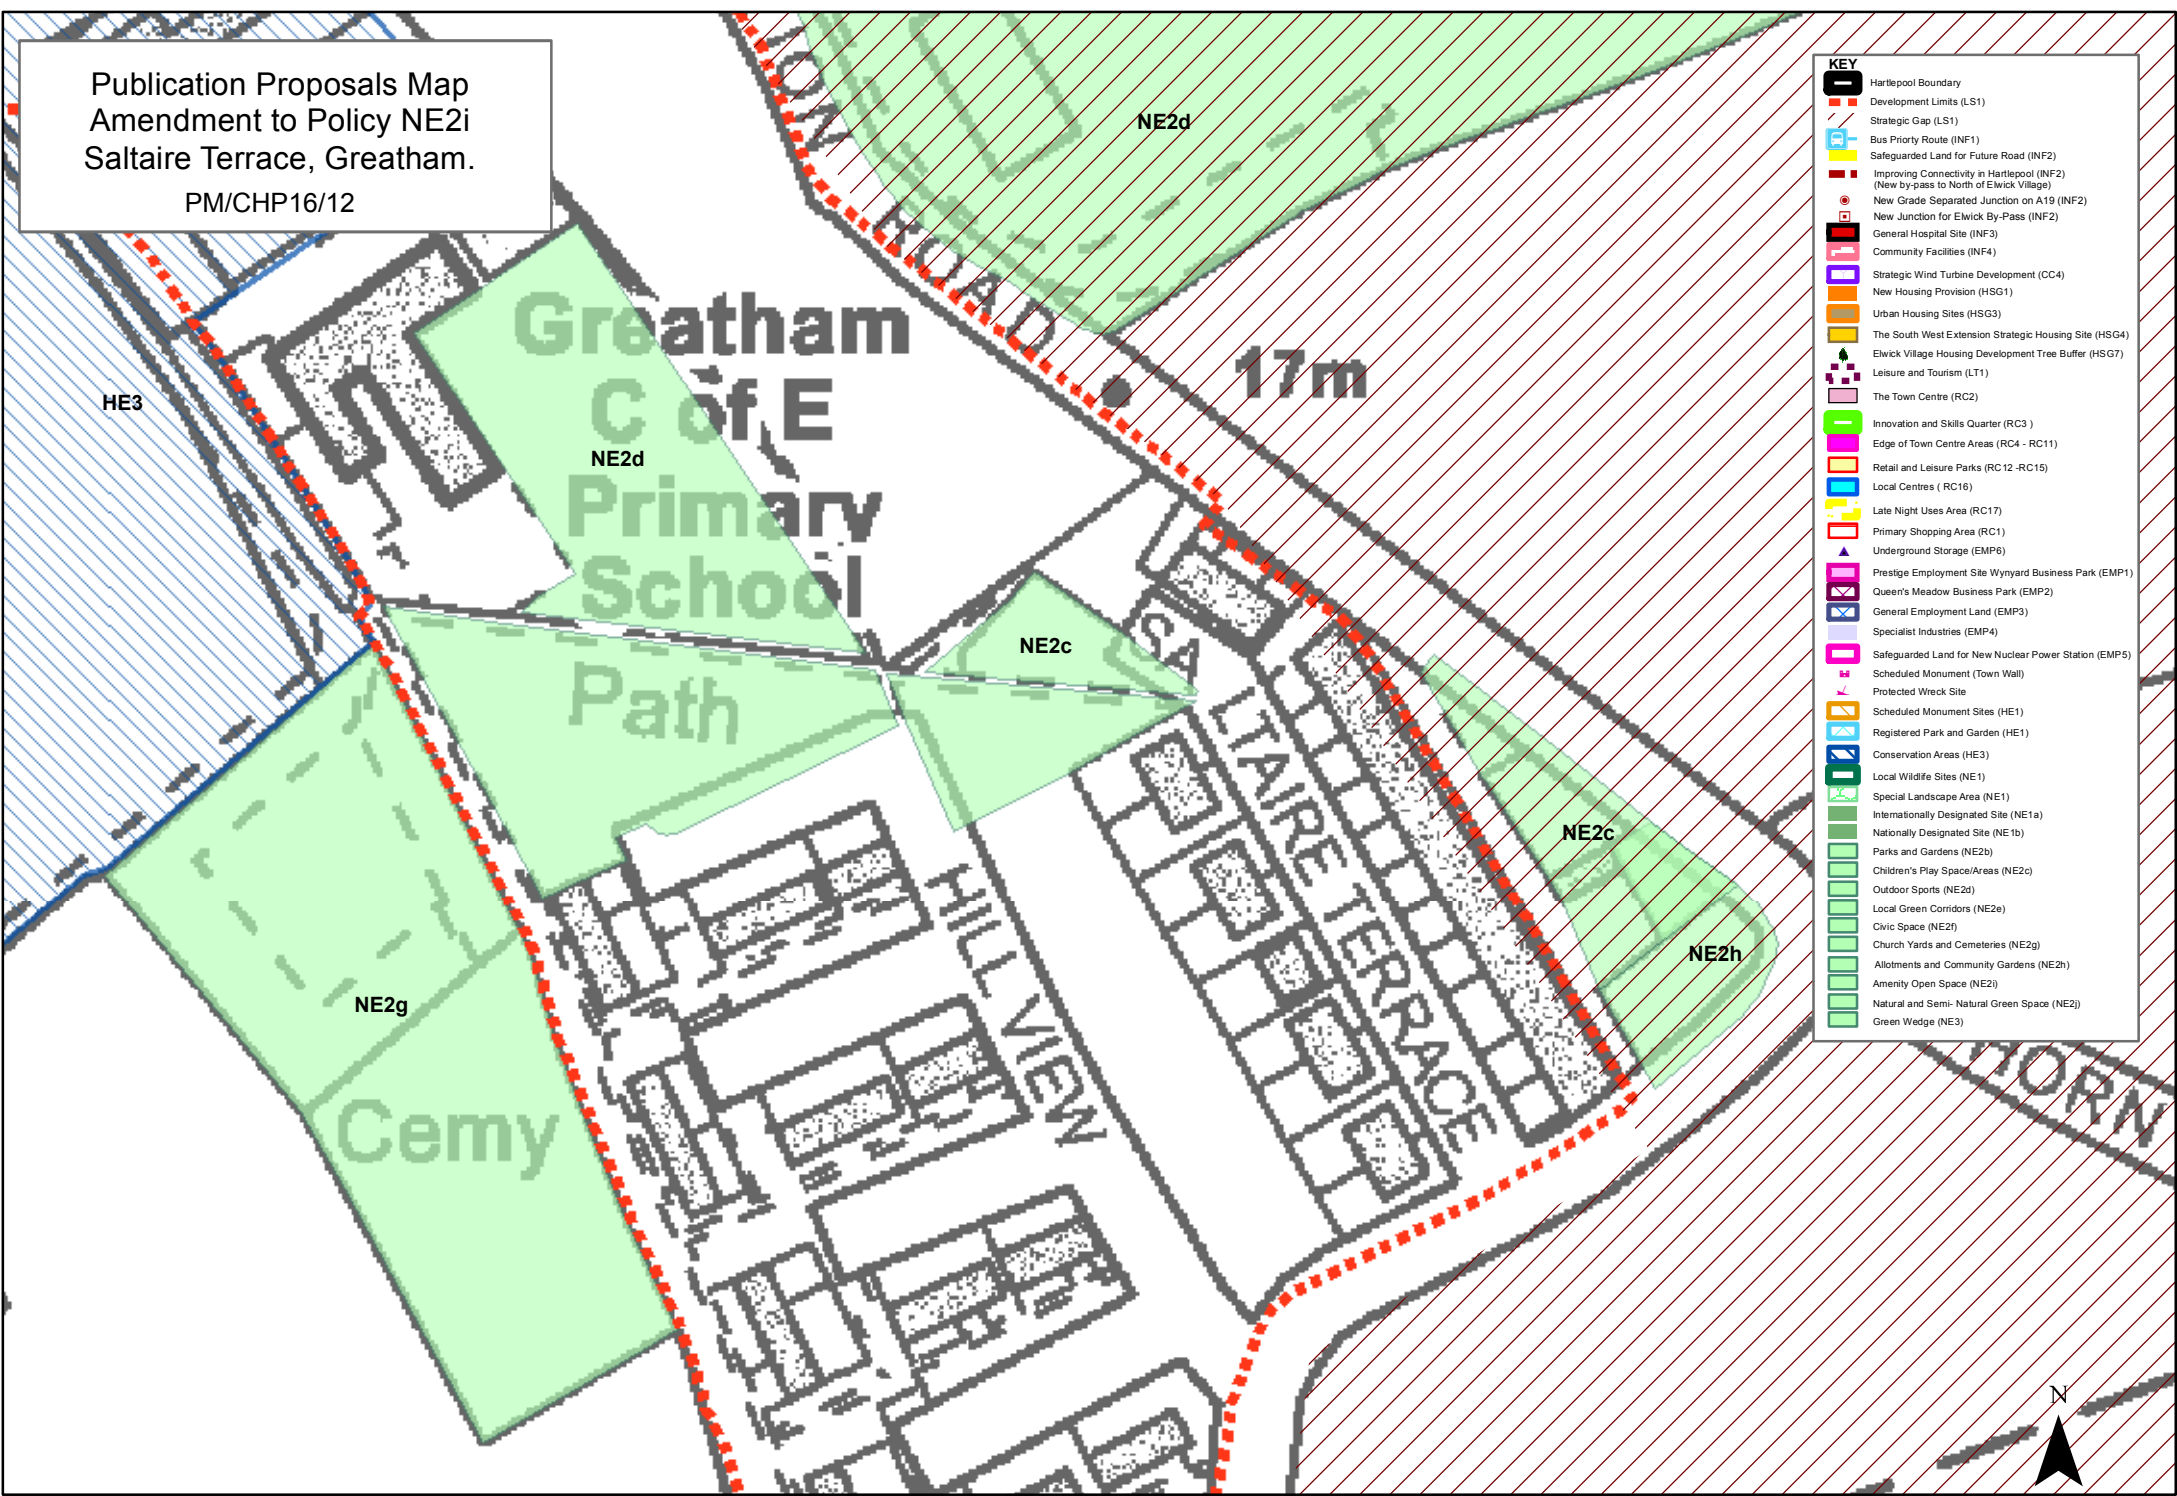 Publication Proposals Map
Amendment to Policy NE2i
Saltaire Terrace, Greatham.
PM/CHP16/12
HE3
NE2d
NE2d
Greatham
C of E
Primary
School
Path
ROAD
17m
NE2c
NE2c
NE2h
NE2g
Cemy
HILL VIEW
LTAIRE TERRACE
HORN
N
KEY
Hartlepool Boundary
Development Limits (LS1)
Strategic Gap (LS1)
Bus Priorty Route (INF1)
Safeguarded Land for Future Road (INF2)
Improving Connectivity in Hartlepool (INF2)
(New by-pass to North of Elwick Village)
New Grade Separated Junction on A19 (INF2)
New Junction for Elwick By-Pass (INF2)
General Hospital Site (INF3)
Community Facilities (INF4)
Strategic Wind Turbine Development (CC4)
New Housing Provision (HSG1)
Urban Housing Sites (HSG3)
The South West Extension Strategic Housing Site (HSG4)
Elwick Village Housing Development Tree Buffer (HSG7)
Leisure and Tourism (LT1)
The Town Centre (RC2)
Innovation and Skills Quarter (RC3 )
Edge of Town Centre Areas (RC4 - RC11)
Retail and Leisure Parks (RC12 -RC15)
Local Centres ( RC16)
Late Night Uses Area (RC17)
Primary Shopping Area (RC1)
Underground Storage (EMP6)
Prestige Employment Site Wynyard Business Park (EMP1)
Queen's Meadow Business Park (EMP2)
General Employment Land (EMP3)
Specialist Industries (EMP4)
Safeguarded Land for New Nuclear Power Station (EMP5)
Scheduled Monument (Town Wall)
Protected Wreck Site
Scheduled Monument Sites (HE1)
Registered Park and Garden (HE1)
Conservation Areas (HE3)
Local Wildlife Sites (NE1)
Special Landscape Area (NE1)
Internationally Designated Site (NE1a)
Nationally Designated Site (NE1b)
Parks and Gardens (NE2b)
Children's Play Space/Areas (NE2c)
Outdoor Sports (NE2d)
Local Green Corridors (NE2e)
Civic Space (NE2f)
Church Yards and Cemeteries (NE2g)
Allotments and Community Gardens (NE2h)
Amenity Open Space (NE2i)
Natural and Semi- Natural Green Space (NE2j)
Green Wedge (NE3)